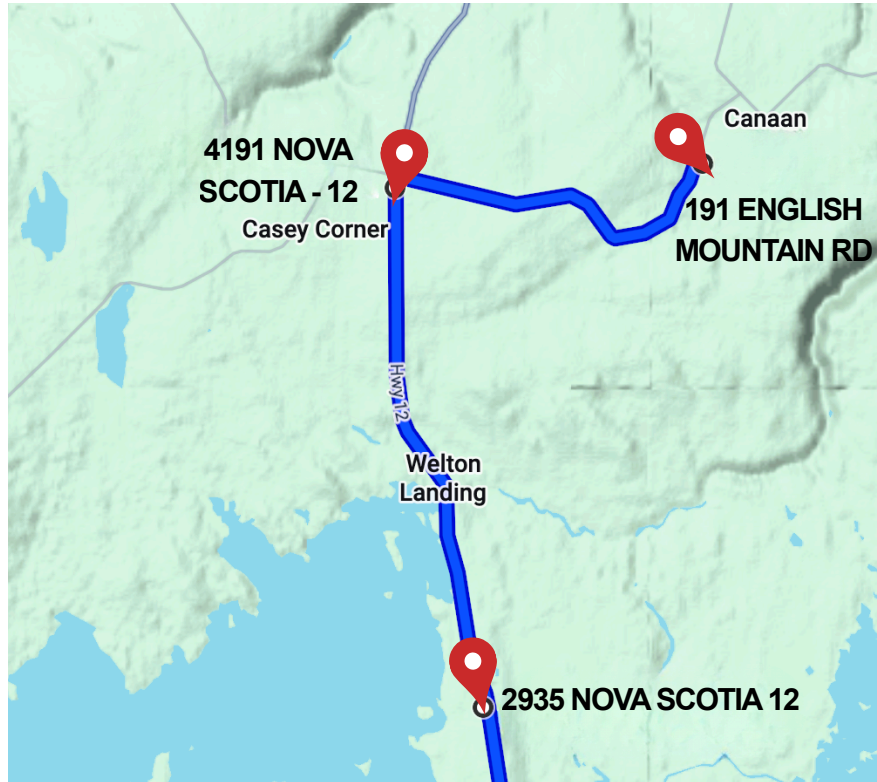 Canaan
4191 NOVA
SCOTIA - 12
Casey Corner
191 ENGLISH
MOUNTAIN RD
Hwy 12
Welton
Landing
2935 NOVA SCOTIA 12